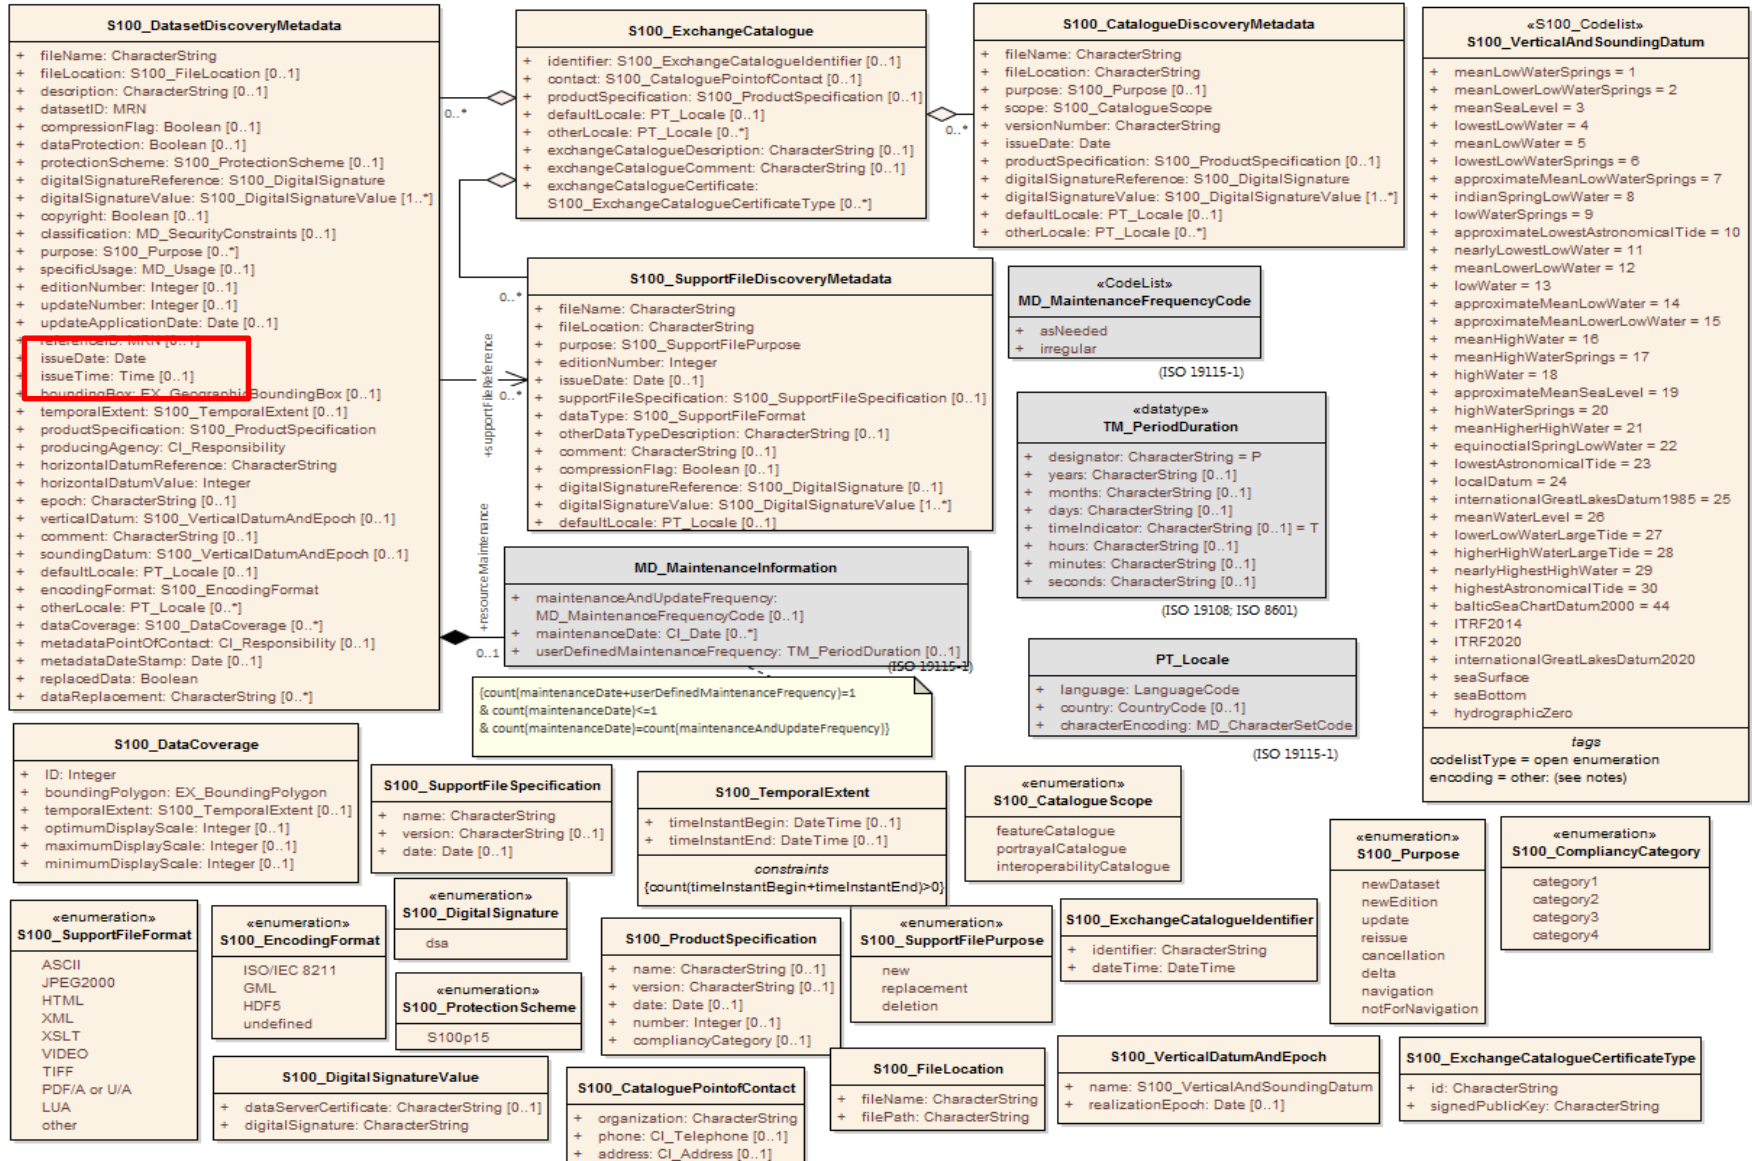 S100_DatasetDiscoveryMetadata
+ fileName: CharacterString
+ fileLocation: S100_FileLocation [0..1]
+ description: CharacterString [0..1]
+ datasetID: MRN
+ compressionFlag: Boolean [0..1]
+ dataProtection: Boolean [0..1]
+ protectionScheme: S100_ProtectionScheme [0..1]
+ digitalSignatureReference: S100_DigitalSignature
+ digitalSignatureValue: S100_DigitalSignatureValue [1..*]
+ copyright: Boolean [0..1]
+ classification: MD_SecurityConstraints [0..1]
+ purpose: S100_Purpose [0..*]
+ specificUsage: MD_Usage [0..1]
+ editionNumber: Integer [0..1]
+ updateNumber: Integer [0..1]
+ updateApplicationDate: Date [0..1]
+ referenceID: MRN [0..1]
+ issueDate: Date
+ issueTime: Time [0..1]
+ boundingBox: EX_GeographicBoundingBox [0..1]
+ temporalExtent: S100_TemporalExtent [0..1]
+ productSpecification: S100_ProductSpecification
+ producingAgency: CI_Responsibility
+ horizontalDatumReference: CharacterString
+ horizontalDatumValue: Integer
+ epoch: CharacterString [0..1]
+ verticalDatum: S100_VerticalDatumAndEpoch [0..1]
+ comment: CharacterString [0..1]
+ soundingDatum: S100_VerticalDatumAndEpoch [0..1]
+ defaultLocale: PT_Locale [0..1]
+ encodingFormat: S100_EncodingFormat
+ otherLocale: PT_Locale [0..*]
+ dataCoverage: S100_DataCoverage [0..*]
+ metadataPointOfContact: CI_Responsibility [0..1]
+ metadataDateStamp: Date [0..1]
+ replacedData: Boolean
+ dataReplacement: CharacterString [0..*]
0..*
S100_ExchangeCatalogue
+ identifier: S100_ExchangeCatalogueIdentifier [0..1]
+ contact: S100_CataloguePointofContact [0..1]
+ productSpecification: S100_ProductSpecification [0..1]
+ defaultLocale: PT_Locale [0..1]
+ otherLocale: PT_Locale [0..*]
+ exchangeCatalogueDescription: CharacterString [0..1]
+ exchangeCatalogueComment: CharacterString [0..1]
+ exchangeCatalogueCertificate:
S100_ExchangeCatalogueCertificateType [0..*]
0..*
S100_CatalogueDiscoveryMetadata
+ fileName: CharacterString
+ fileLocation: CharacterString
+ purpose: S100_Purpose [0..1]
+ scope: S100_CatalogueScope
+ versionNumber: CharacterString
+ issueDate: Date
+ productSpecification: S100_ProductSpecification [0..1]
+ digitalSignatureReference: S100_DigitalSignature
+ digitalSignatureValue: S100_DigitalSignatureValue [1..*]
+ defaultLocale: PT_Locale [0..1]
+ otherLocale: PT_Locale [0..*]
«S100_Codelist»
S100_VerticalAndSoundingDatum
+ meanLowWaterSprings = 1
+ meanLowerLowWaterSprings = 2
+ meanSeaLevel = 3
+ lowestLowWater = 4
+ meanLowWater = 5
+ lowestLowWaterSprings = 6
+ approximateMeanLowWaterSprings = 7
+ indianSpringLowWater = 8
+ lowWaterSprings = 9
+ approximateLowestAstronomicalTide = 10
+ nearlyLowestLowWater = 11
+ meanLowerLowWater = 12
+ lowWater = 13
+ approximateMeanLowWater = 14
+ approximateMeanLowerLowWater = 15
+ meanHighWater = 16
+ meanHighWaterSprings = 17
+ highWater = 18
+ approximateMeanSeaLevel = 19
+ highWaterSprings = 20
+ meanHigherHighWater = 21
+ equinoctialSpringLowWater = 22
+ lowestAstronomicalTide = 23
+ localDatum = 24
+ internationalGreatLakesDatum1985 = 25
+ meanWaterLevel = 26
+ lowerLowWaterLargeTide = 27
+ higherHighWaterLargeTide = 28
+ nearlyHighestHighWater = 29
+ highestAstronomicalTide = 30
+ balticSeaChartDatum2000 = 44
+ ITRF2014
+ ITRF2020
+ internationalGreatLakesDatum2020
+ seaSurface
+ seaBottom
+ hydrographicZero
tags
codelistType = open enumeration
encoding = other: (see notes)
0..*
+supportFileReference
0..*
S100_SupportFileDiscoveryMetadata
+ fileName: CharacterString
+ fileLocation: CharacterString
+ purpose: S100_SupportFilePurpose
+ editionNumber: Integer
+ issueDate: Date [0..1]
+ supportFileSpecification: S100_SupportFileSpecification [0..1]
+ dataType: S100_SupportFileFormat
+ otherDataTypeDescription: CharacterString [0..1]
+ comment: CharacterString [0..1]
+ compressionFlag: Boolean [0..1]
+ digitalSignatureReference: S100_DigitalSignature [0..1]
+ digitalSignatureValue: S100_DigitalSignatureValue [1..*]
+ defaultLocale: PT_Locale [0..1]
«CodeList»
MD_MaintenanceFrequencyCode
+ asNeeded
+ irregular
(ISO 19115-1)
«datatype»
TM_PeriodDuration
+ designator: CharacterString = P
+ years: CharacterString [0..1]
+ months: CharacterString [0..1]
+ days: CharacterString [0..1]
+ timeIndicator: CharacterString [0..1] = T
+ hours: CharacterString [0..1]
+ minutes: CharacterString [0..1]
+ seconds: CharacterString [0..1]
(ISO 19108; ISO 8601)
+resourceMaintenance
0..1
MD_MaintenanceInformation
+ maintenanceAndUpdateFrequency:
MD_MaintenanceFrequencyCode [0..1]
+ maintenanceDate: CI_Date [0..*]
+ userDefinedMaintenanceFrequency: TM_PeriodDuration [0..1]
(ISO 19115-1)
{count(maintenanceDate+userDefinedMaintenanceFrequency)=1
& count(maintenanceDate)<=1
& count(maintenanceDate)=count(maintenanceAndUpdateFrequency)}
PT_Locale
+ language: LanguageCode
+ country: CountryCode [0..1]
+ characterEncoding: MD_CharacterSetCode
(ISO 19115-1)
S100_DataCoverage
+ ID: Integer
+ boundingPolygon: EX_BoundingPolygon
+ temporalExtent: S100_TemporalExtent [0..1]
+ optimumDisplayScale: Integer [0..1]
+ maximumDisplayScale: Integer [0..1]
+ minimumDisplayScale: Integer [0..1]
S100_SupportFileSpecification
+ name: CharacterString
+ version: CharacterString [0..1]
+ date: Date [0..1]
S100_TemporalExtent
+ timeInstantBegin: DateTime [0..1]
+ timeInstantEnd: DateTime [0..1]
constraints
{count(timeInstantBegin+timeInstantEnd)>0}
«enumeration»
S100_CatalogueScope
featureCatalogue
portrayalCatalogue
interoperabilityCatalogue
«enumeration»
S100_Purpose
newDataset
newEdition
update
reissue
cancellation
delta
navigation
notForNavigation
«enumeration»
S100_CompliancyCategory
category1
category2
category3
category4
«enumeration»
S100_SupportFileFormat
ASCII
JPEG2000
HTML
XML
XSLT
VIDEO
TIFF
PDF/A or U/A
LUA
other
«enumeration»
S100_EncodingFormat
ISO/IEC 8211
GML
HDF5
undefined
«enumeration»
S100_DigitalSignature
dsa
«enumeration»
S100_ProtectionScheme
S100p15
S100_ProductSpecification
+ name: CharacterString [0..1]
+ version: CharacterString [0..1]
+ date: Date [0..1]
+ number: Integer [0..1]
+ compliancyCategory [0..1]
«enumeration»
S100_SupportFilePurpose
new
replacement
deletion
S100_ExchangeCatalogueIdentifier
+ identifier: CharacterString
+ dateTime: DateTime
S100_DigitalSignatureValue
+ dataServerCertificate: CharacterString [0..1]
+ digitalSignature: CharacterString
S100_CataloguePointofContact
+ organization: CharacterString
+ phone: CI_Telephone [0..1]
+ address: CI_Address [0..1]
S100_FileLocation
+ fileName: CharacterString
+ filePath: CharacterString
S100_VerticalDatumAndEpoch
+ name: S100_VerticalAndSoundingDatum
+ realizationEpoch: Date [0..1]
S100_ExchangeCatalogueCertificateType
+ id: CharacterString
+ signedPublicKey: CharacterString